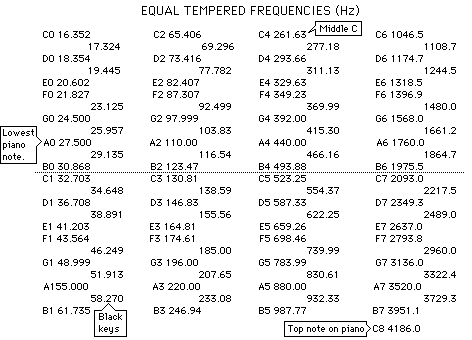 EQUAL TEMPERED FREQUENCIES (Hz)
Middle C
C0 16.352 C2 65.406 C4 261.63 C6 1046.5
17.324 69.296 277.18 1108.7
D0 18.354 D2 73.416 D4 293.66 D6 1174.7
19.445 77.782 311.13 1244.5
E0 20.602 E2 82.407 E4 329.63 E6 1318.5
F0 21.827 F2 87.307 F4 349.23 F6 1396.9
23.125 92.499 369.99 1480.0
G0 24.500 G2 97.999 G4 392.00 G6 1568.0
Lowest
piano
note.
25.957 103.83 415.30 1661.2
A0 27.500 A2 110.00 A4 440.00 A6 1760.0
29.135 116.54 466.16 1864.7
B0 30.868 B2 123.47 B4 493.88 B6 1975.5
C1 32.703 C3 130.81 C5 523.25 C7 2093.0
34.648 138.59 554.37 2217.5
D1 36.708 D3 146.83 D5 587.33 D7 2349.3
38.891 155.56 622.25 2489.0
E1 41.203 E3 164.81 E5 659.26 E7 2637.0
F1 43.564 F3 174.61 F5 698.46 F7 2793.8
46.249 185.00 739.99 2960.0
G1 48.999 G3 196.00 G5 783.99 G7 3136.0
51.913 207.65 830.61 3322.4
A155.000 A3 220.00 A5 880.00 A7 3520.0
58.270 233.08 932.33 3729.3
B1 61.735 B3 246.94 B5 987.77 B7 3951.1
Black
keys
Top note on piano C8 4186.0